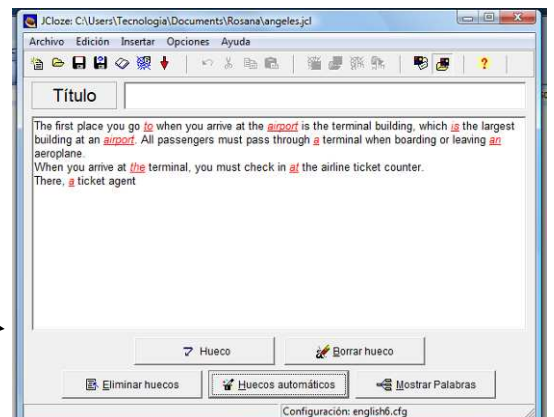 JCloze: C:\Users\Tecnologia\Documents\Rosana\angeles.jcl
Archivo Edición Insertar Opciones Ayuda
Título
The first place you go to when you arrive at the airport is the terminal building, which is the largest
building at an airport. All passengers must pass through a terminal when boarding or leaving an
aeroplane.
When you arrive at the terminal, you must check in at the airline ticket counter.
There, a ticket agent
Hueco Borrar hueco
Eliminar huecos Huecos automáticos Mostrar Palabras
Configuración: english6.cfg